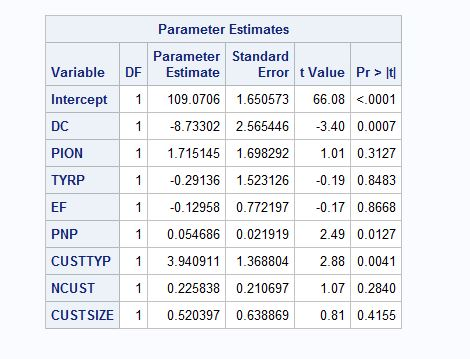 Parameter Estimates
Variable DF Parameter Estimate Standard Error t Value Pr > |t|
Intercept 1 109.0706 1.650573 66.08 <.0001
DC 1 -8.73302 2.565446 -3.40 0.0007
PION 1 1.715145 1.698292 1.01 0.3127
TYRP 1 -0.29136 1.523126 -0.19 0.8483
EF 1 -0.12958 0.772197 -0.17 0.8668
PNP 1 0.054686 0.021919 2.49 0.0127
CUSTTYP 1 3.940911 1.368804 2.88 0.0041
NCUST 1 0.225838 0.210697 1.07 0.2840
CUSTSIZE 1 0.520397 0.638869 0.81 0.4155